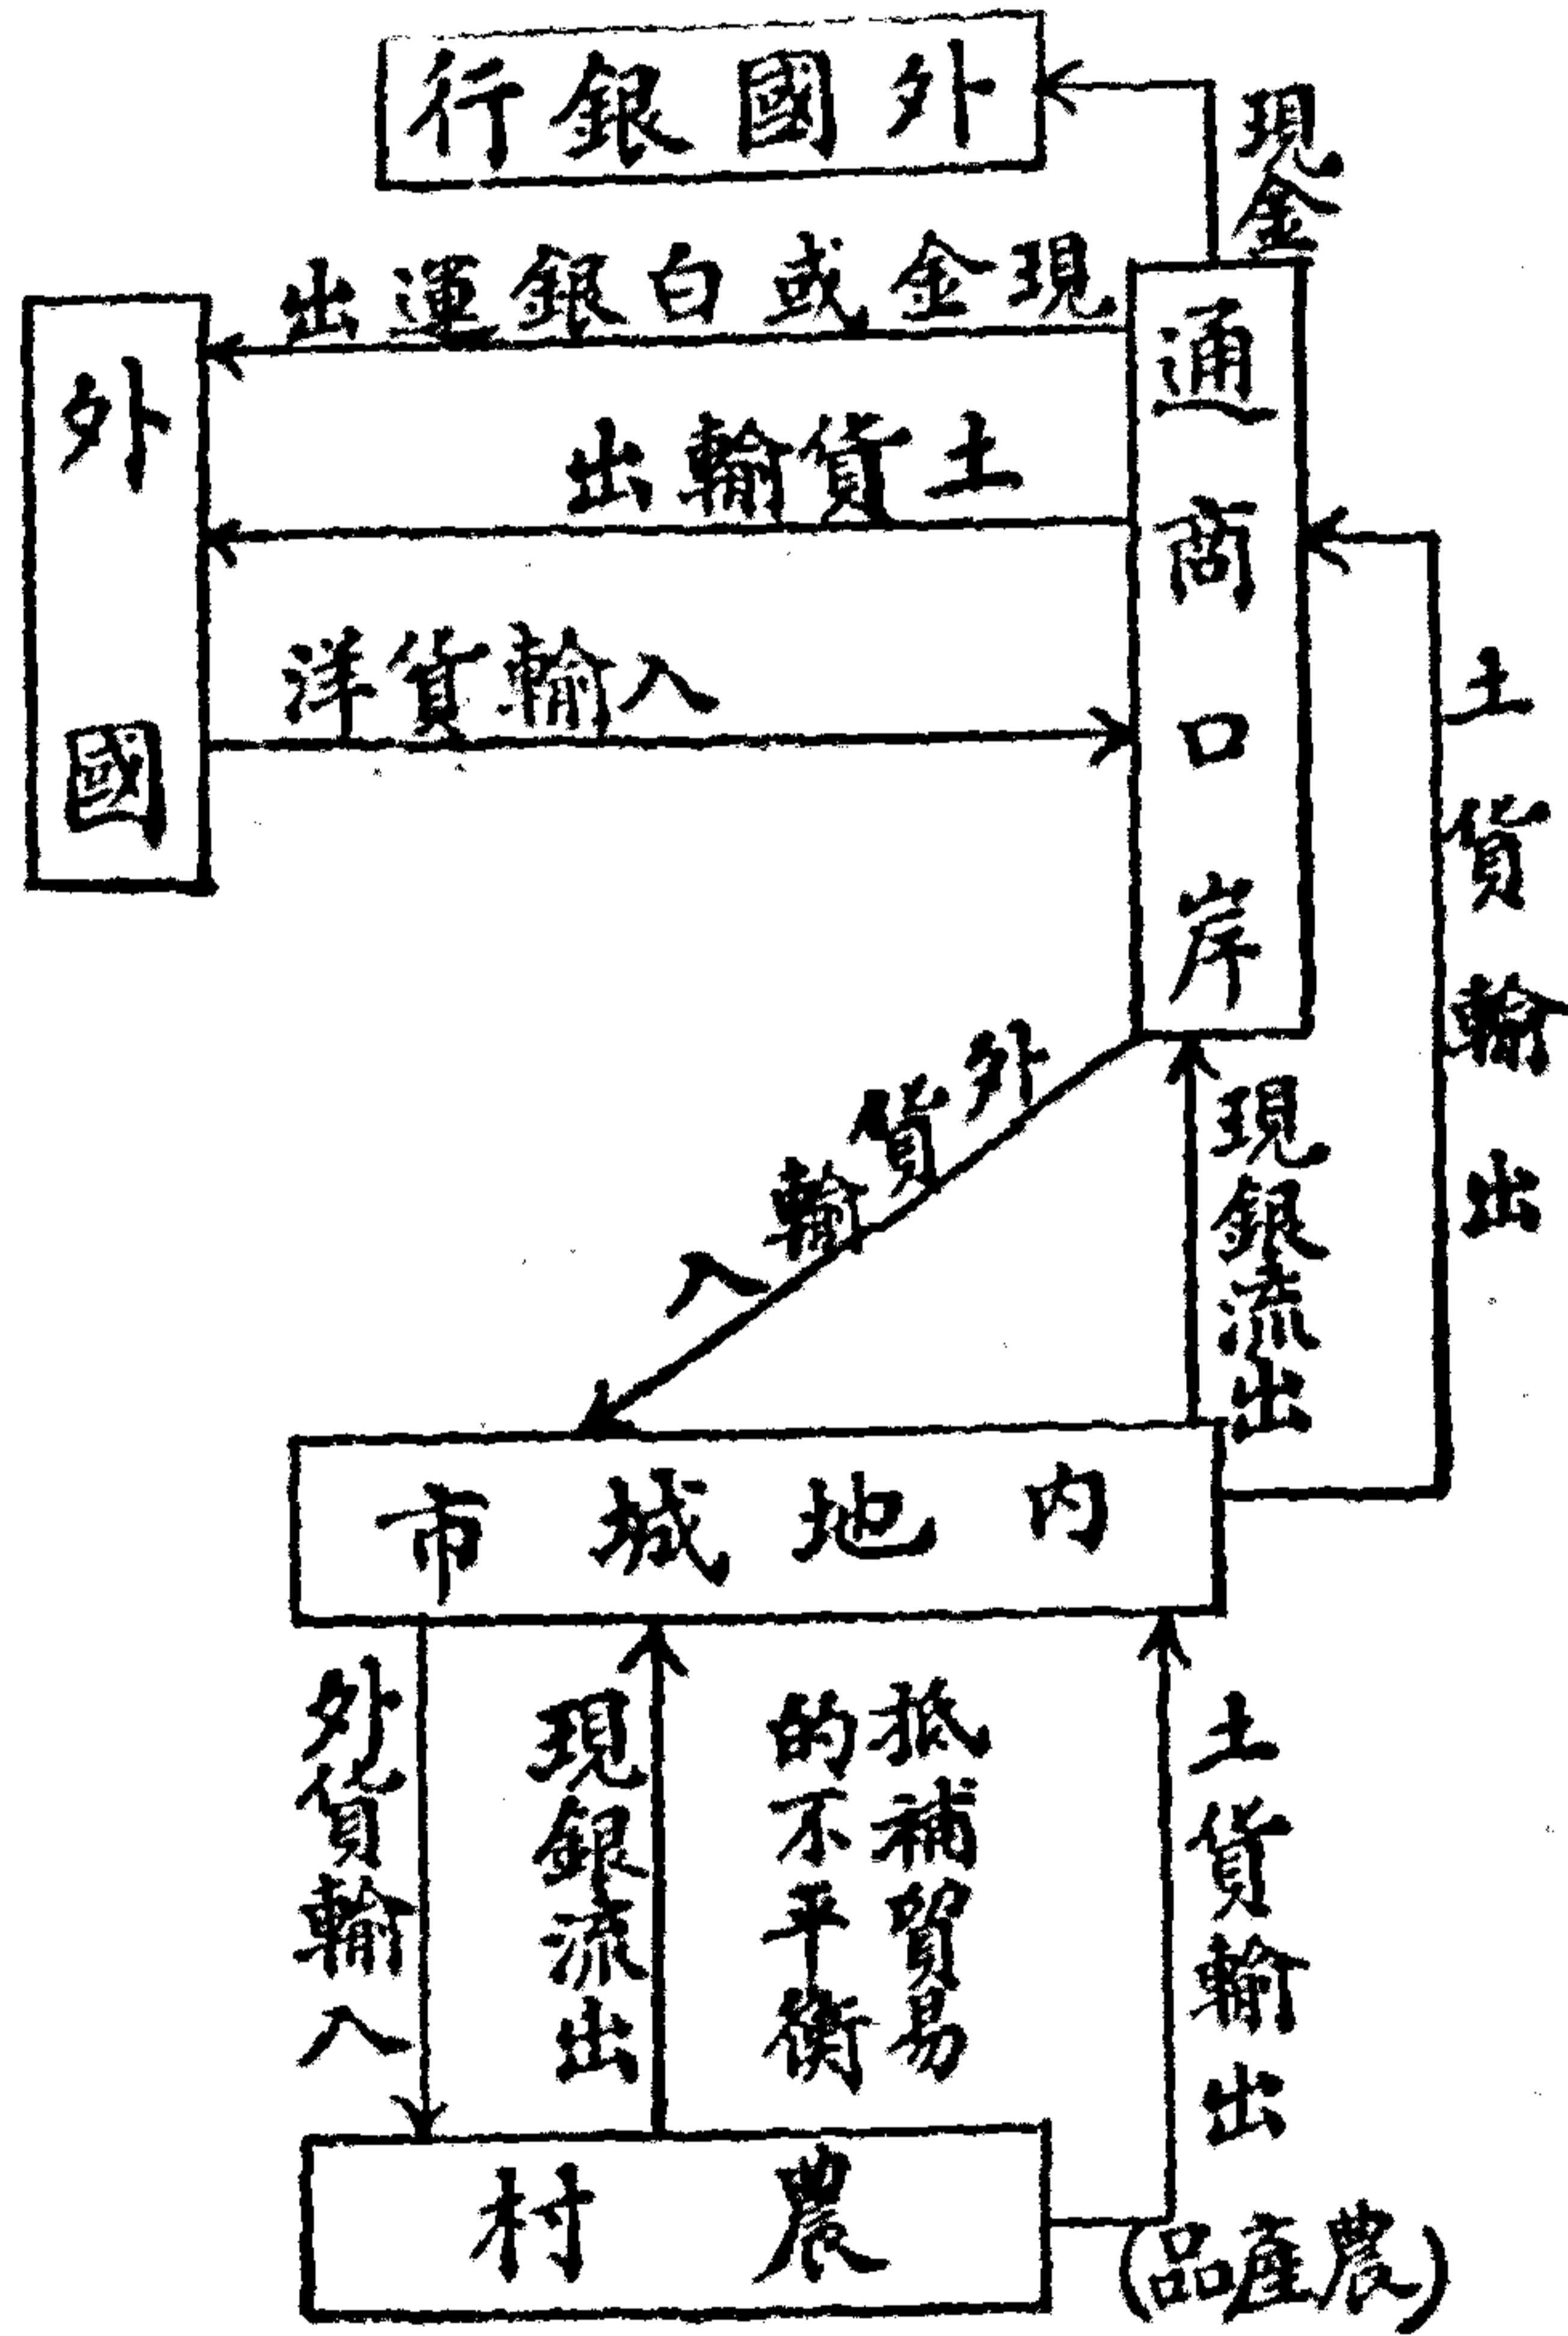 外國銀行
現金
現金或白銀運出
外國
通商口岸
土貨輸出
洋貨輸入
土貨輸出
外貨輸入
現銀流出
內地城市
外貨輸入
現銀流出
抵補貿易
的不平衡
土貨輸出
農村
(農產品)